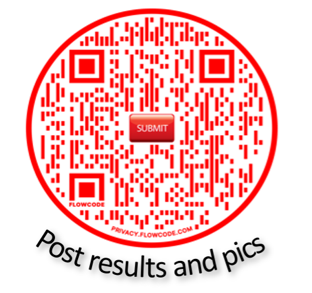 SUBMIT
FLOWCODE
PRIVACY.FLOWCODE.COM
Post results and pics